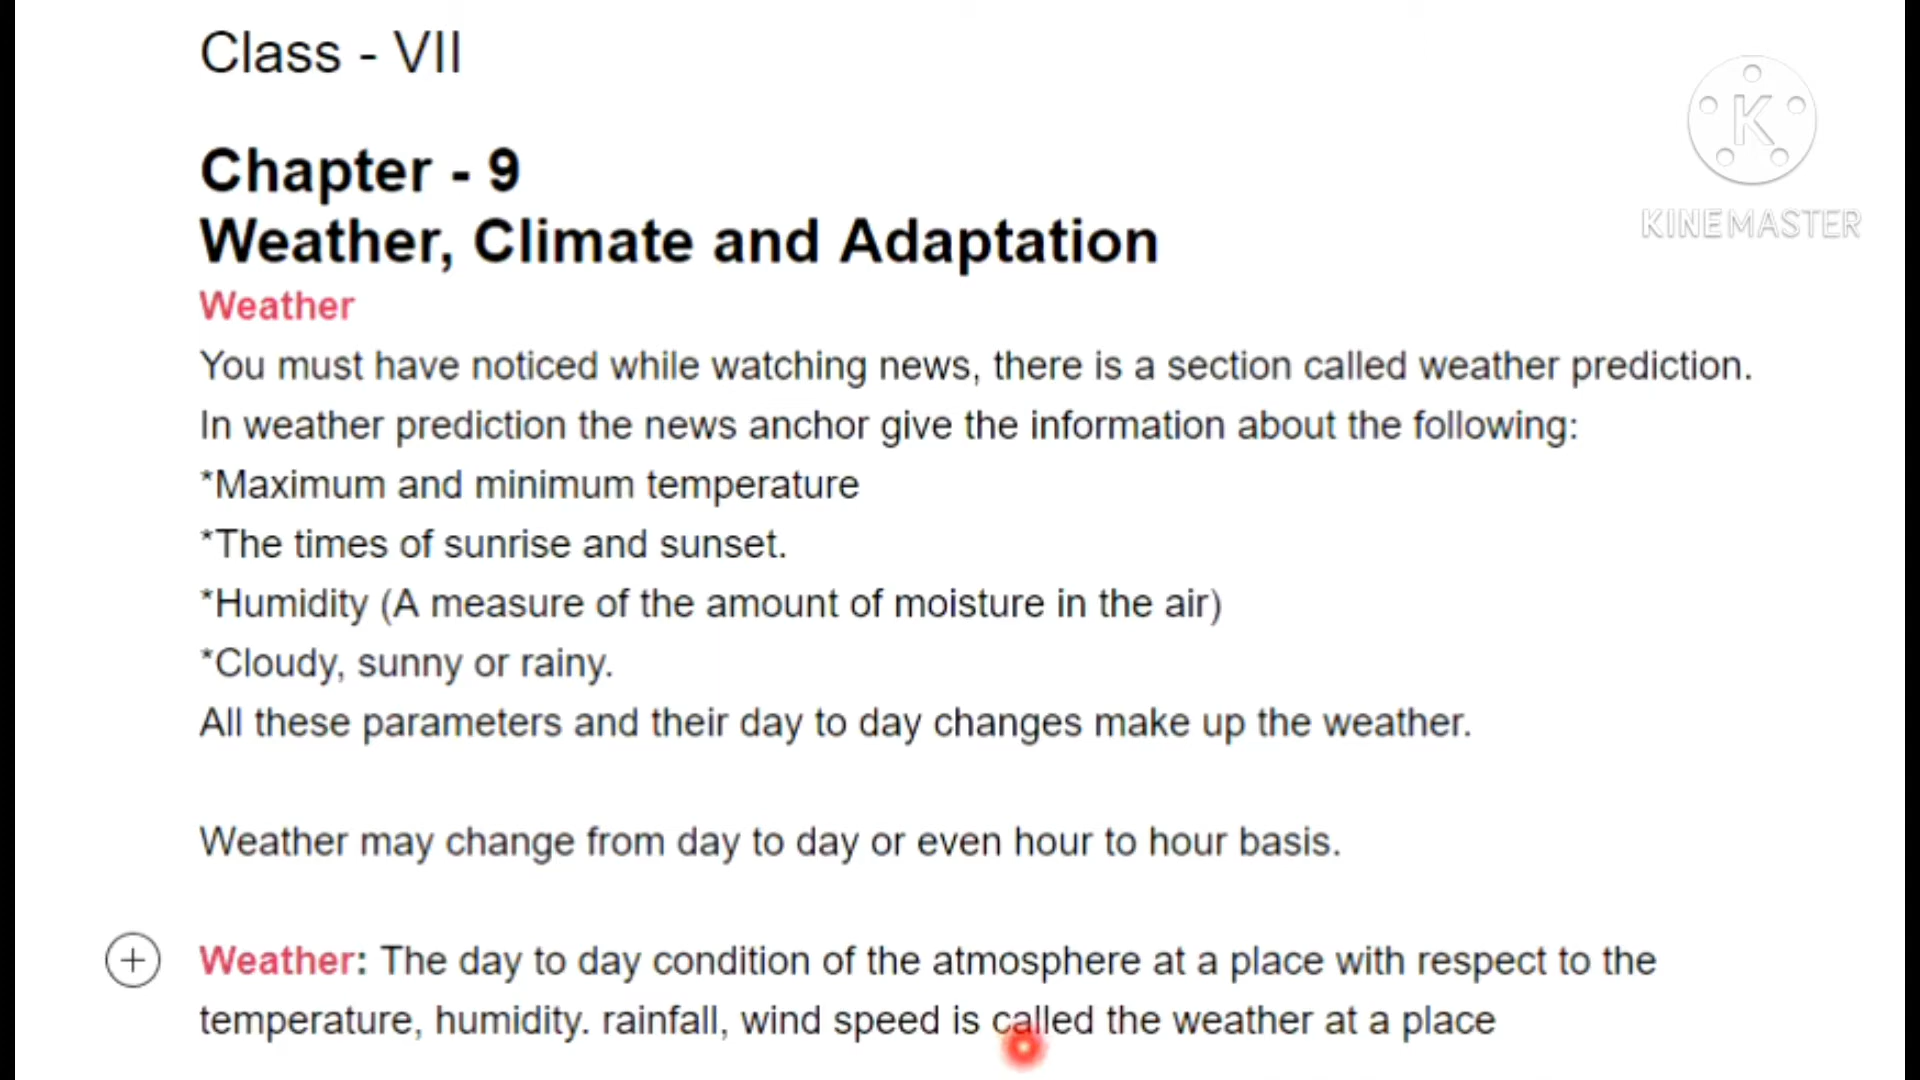 Class - VII
Chapter - 9
Weather, Climate and Adaptation
Weather
You must have noticed while watching news, there is a section called weather prediction.
In weather prediction the news anchor give the information about the following:
*Maximum and minimum temperature
*The times of sunrise and sunset.
*Humidity (A measure of the amount of moisture in the air)
*Cloudy, sunny or rainy.
All these parameters and their day to day changes make up the weather.
Weather may change from day to day or even hour to hour basis.
Weather: The day to day condition of the atmosphere at a place with respect to the
temperature, humidity. rainfall, wind speed is called the weather at a place
K
KINEMASTER